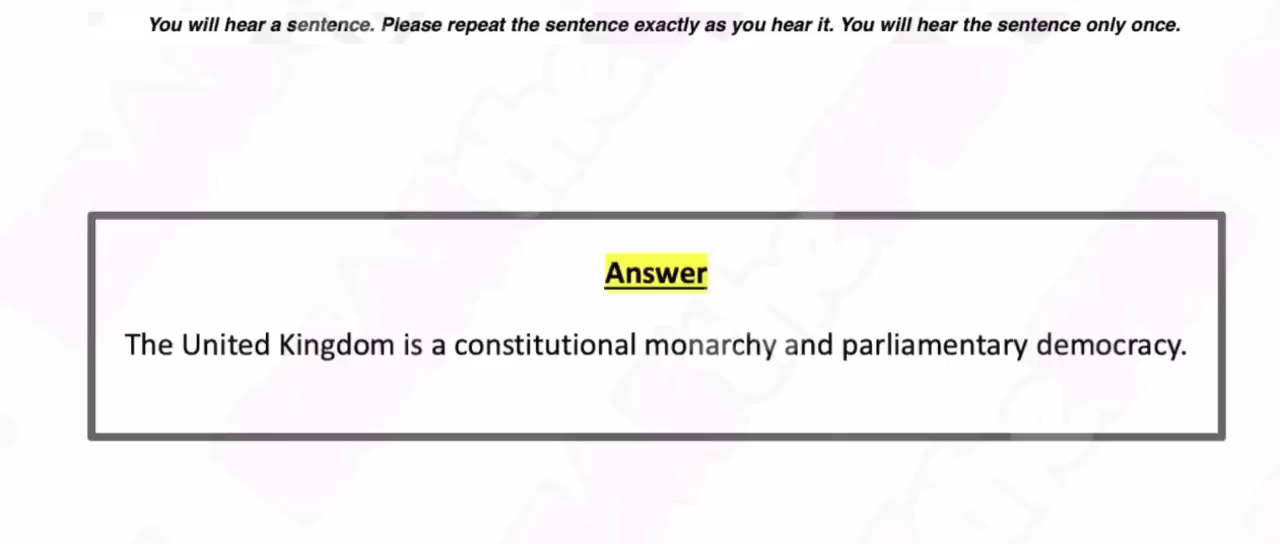 You will hear a sentence. Please repeat the sentence exactly as you hear it. You will hear the sentence only once.
Answer
The United Kingdom is a constitutional monarchy and parliamentary democracy.